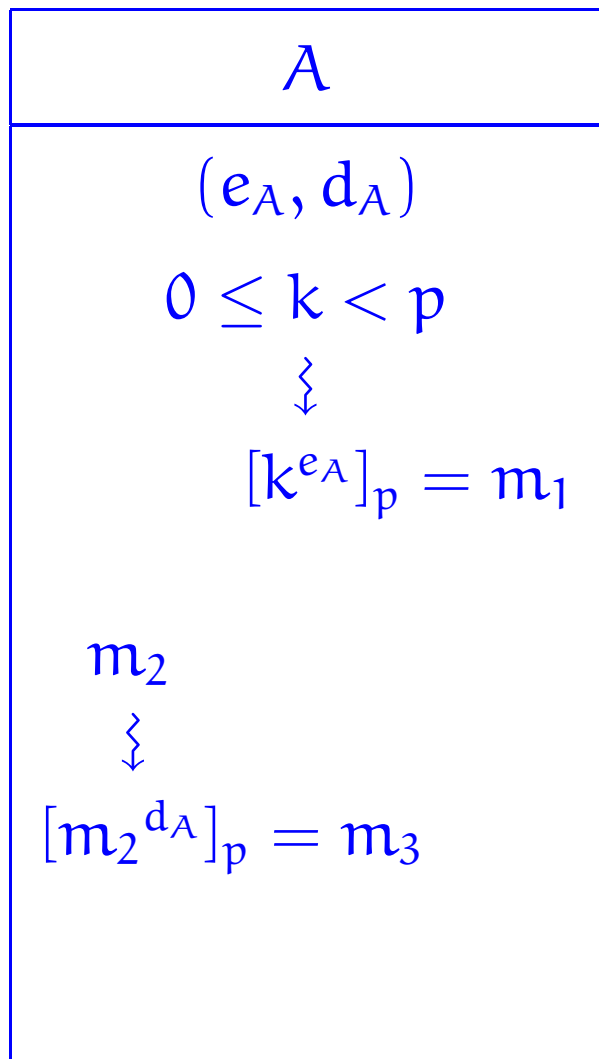 A
(e_A, d_A)
0 ≤ k < p
[k^{e_A}]_p = m_1
m_2
[m_2^{d_A}]_p = m_3